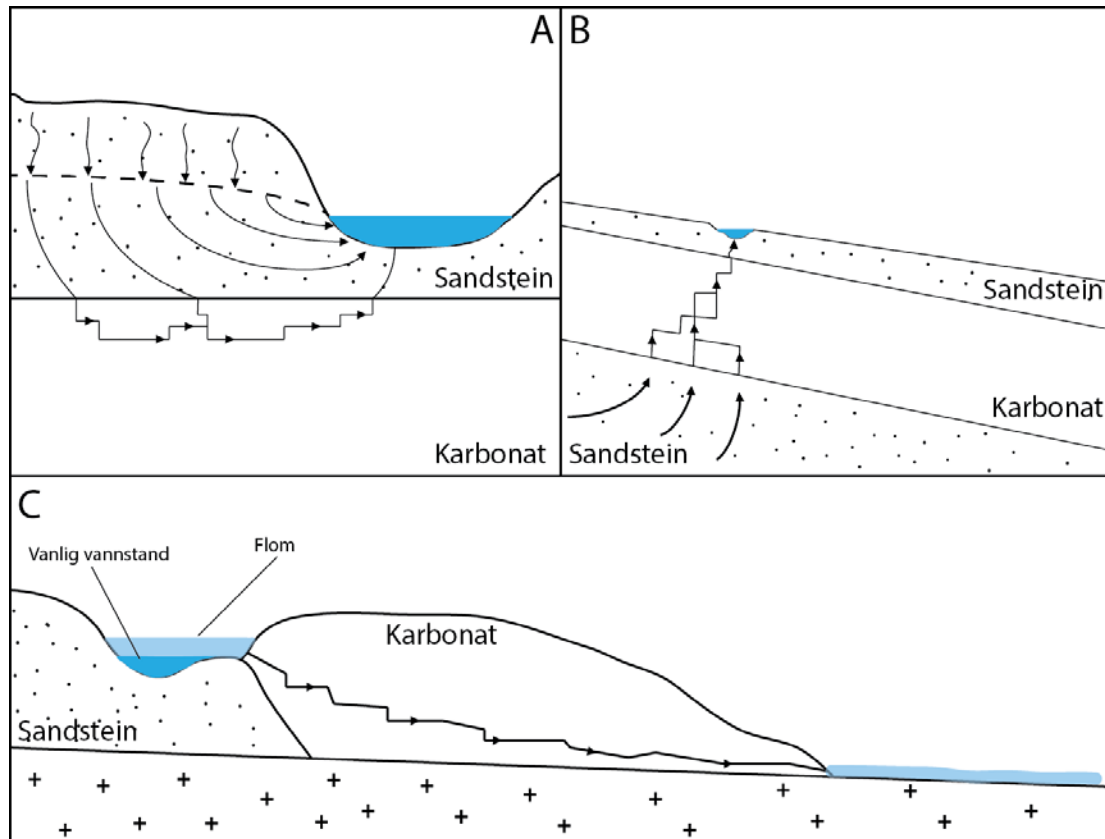 A
Sandstein
Karbonat
B
Sandstein
Karbonat
Sandstein
C
Vanlig vannstand
Flom
Karbonat
Sandstein